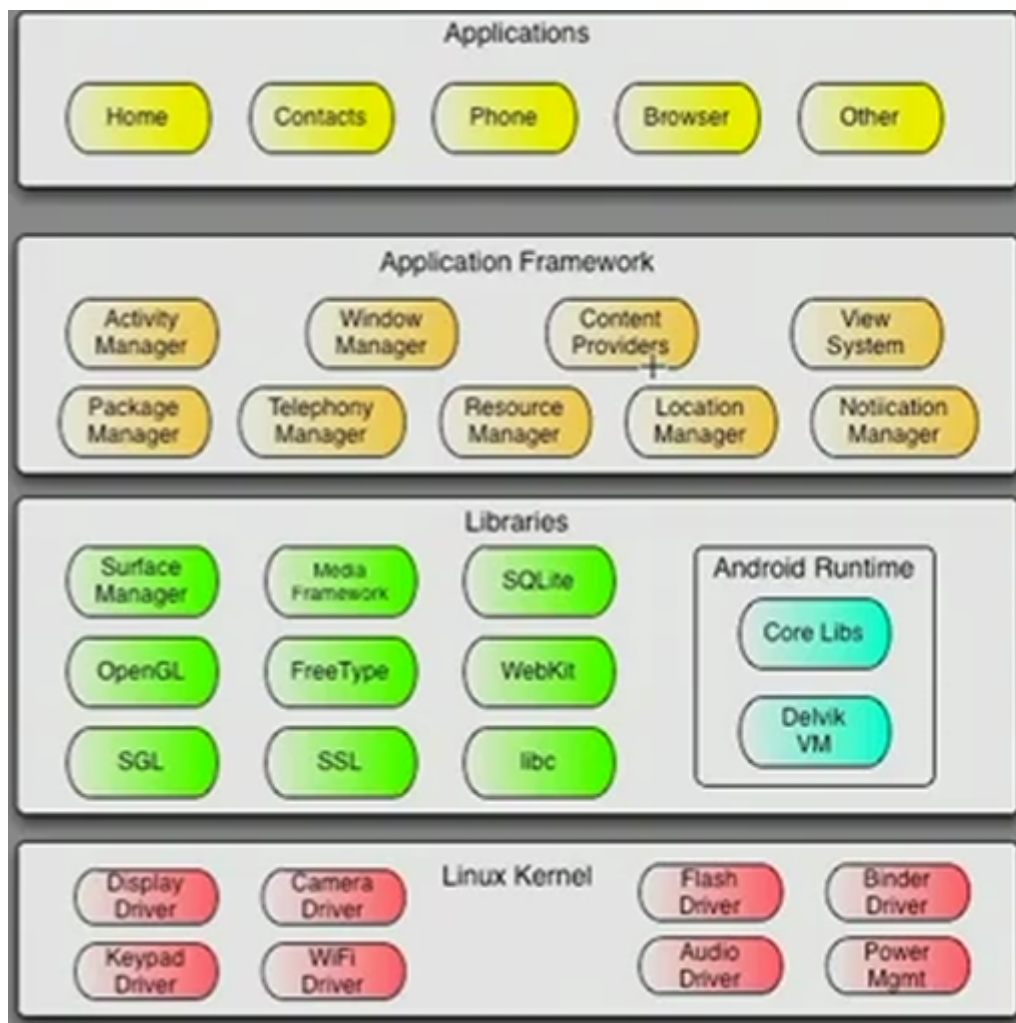 Applications
Home
Contacts
Phone
Browser
Other
Application Framework
Activity
Manager
Window
Manager
Content
Providers
View
System
Package
Manager
Telephony
Manager
Resource
Manager
Location
Manager
Notiication
Manager
Libraries
Surface
Manager
Media
Framework
SQLite
OpenGL
FreeType
WebKit
SGL
SSL
libc
Android Runtime
Core Libs
Delvik
VM
Linux Kernel
Display
Driver
Camera
Driver
Flash
Driver
Binder
Driver
Keypad
Driver
WiFi
Driver
Audio
Driver
Power
Mgmt